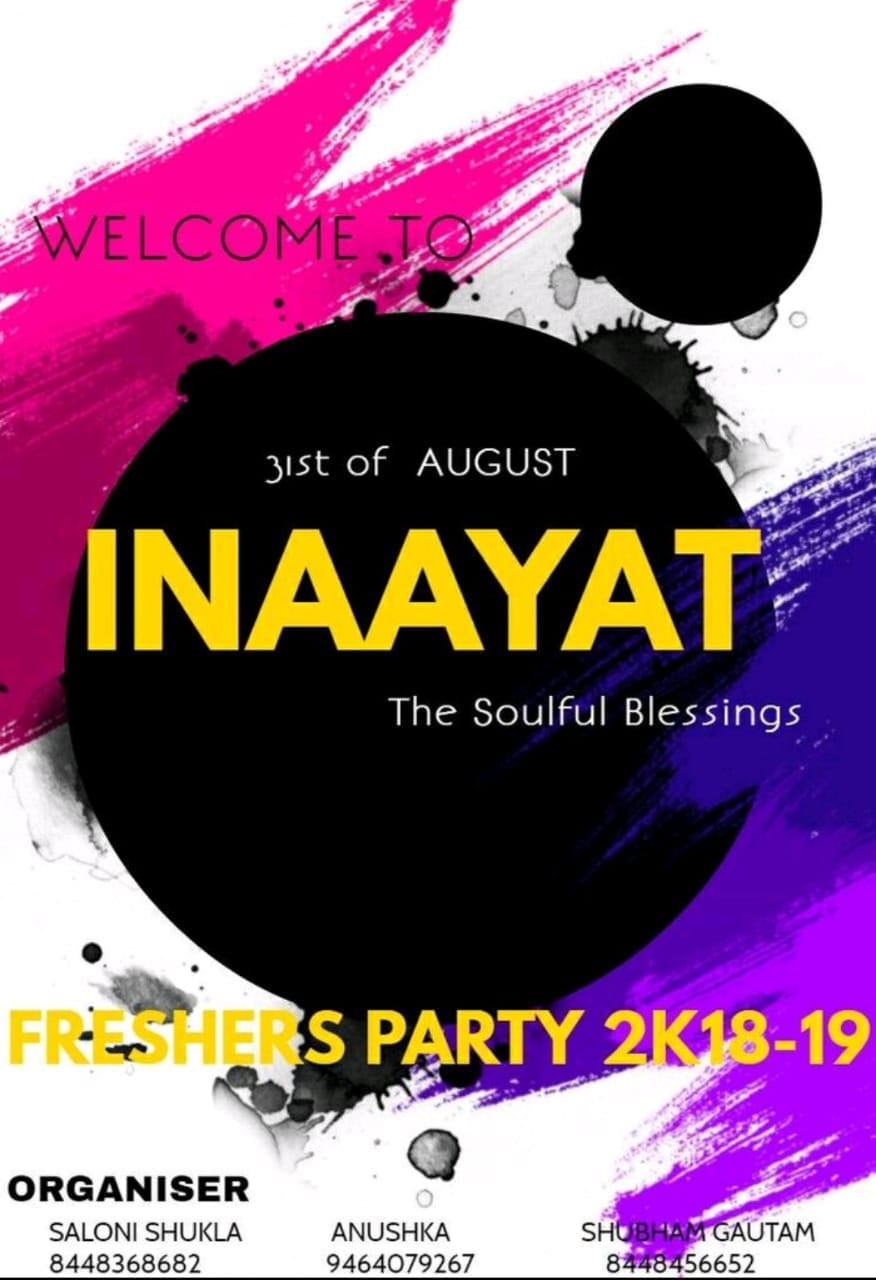 WELCOME TO
31st of AUGUST
INAAYAT
The Soulful Blessings
FRESHERS PARTY 2K18-19
ORGANISER
SALONI SHUKLA ANUSHKA SHUBHAM GAUTAM
8448368682 9464079267 8448456652